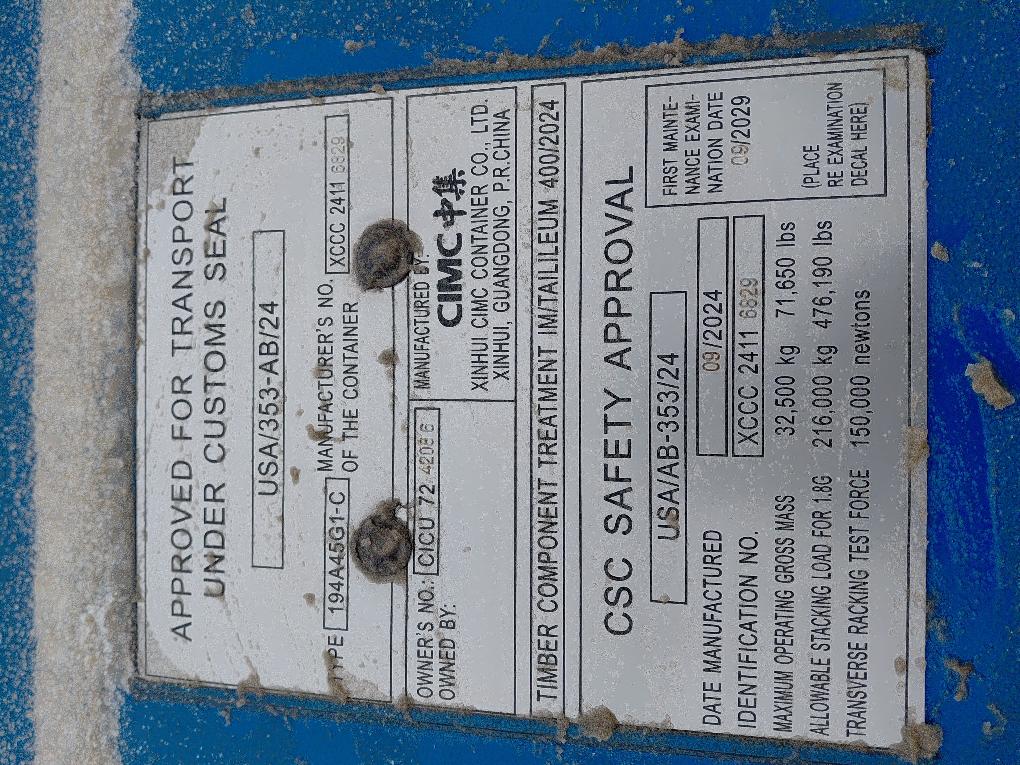 APPROVED FOR TRANSPORT
UNDER CUSTOMS SEAL
USA/353-AB/24
TYPE 194A45G1-C MANUFACTURER'S NO. XCCC 2411 6829
OF THE CONTAINER
OWNER'S NO.: CICU 72 4208 6
OWNED BY:
MANUFACTURED BY:
CIMC 中集
XINHUI CIMC CONTAINER CO., LTD.
XINHUI, GUANGDONG, P.R.CHINA
TIMBER COMPONENT TREATMENT IM/TAILILEUM 400/2024
CSC SAFETY APPROVAL
USA/AB-353/24
DATE MANUFACTURED 09/2024
IDENTIFICATION NO. XCCC 2411 6829
MAXIMUM OPERATING GROSS MASS 32,500 kg 71,650 lbs
ALLOWABLE STACKING LOAD FOR 1.8G 216,000 kg 476,190 lbs
TRANSVERSE RACKING TEST FORCE 150,000 newtons
FIRST MAINTE-
NANCE EXAMI-
NATION DATE
09/2029
(PLACE
RE EXAMINATION
DECAL HERE)